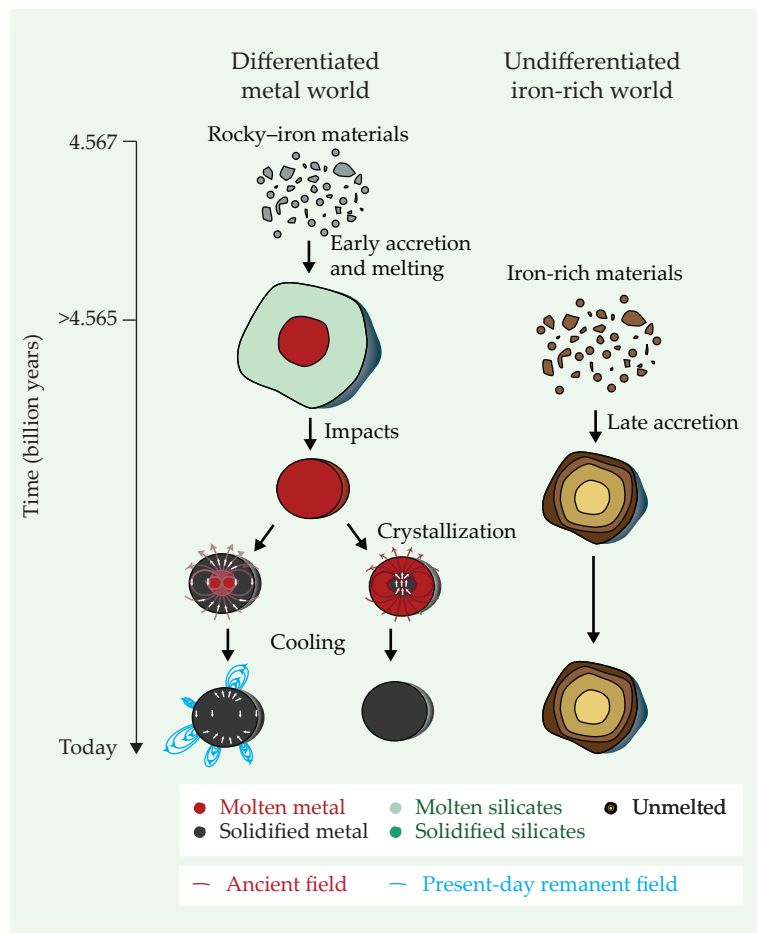 Differentiated
metal world
Undifferentiated
iron-rich world
4.567
Rocky–iron materials
Early accretion
and melting
Iron-rich materials
>4.565
Time (billion years)
Impacts
Late accretion
Crystallization
Cooling
Today
Molten metal
Molten silicates
Unmelted
Solidified metal
Solidified silicates
Ancient field
Present-day remanent field